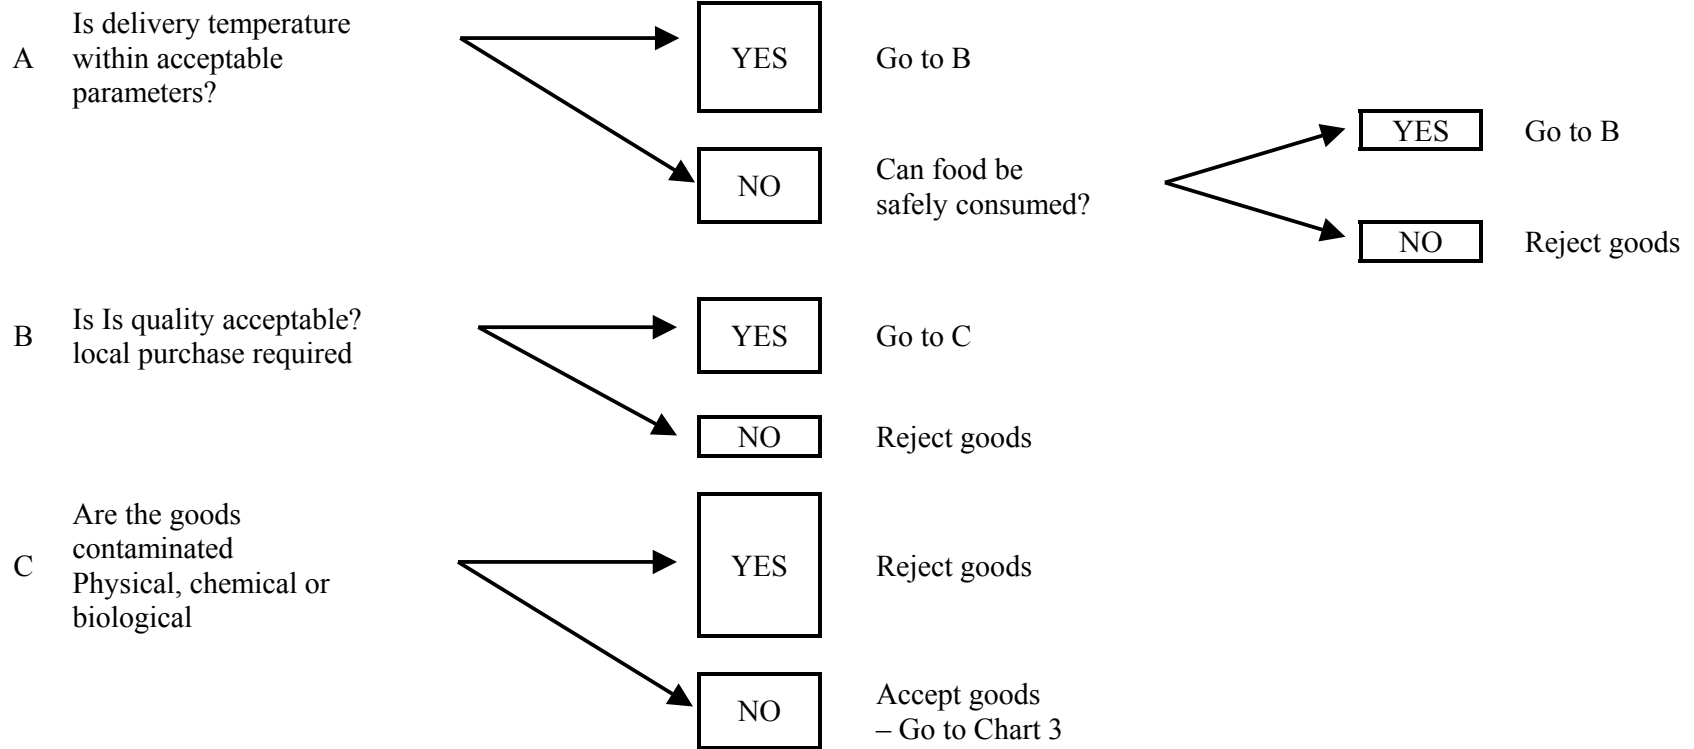 A
Is delivery temperature
within acceptable
parameters?
YES
Go to B
NO
Can food be
safely consumed?
YES
Go to B
NO
Reject goods
B
Is Is quality acceptable?
local purchase required
YES
Go to C
NO
Reject goods
C
Are the goods
contaminated
Physical, chemical or
biological
YES
Reject goods
NO
Accept goods
– Go to Chart 3